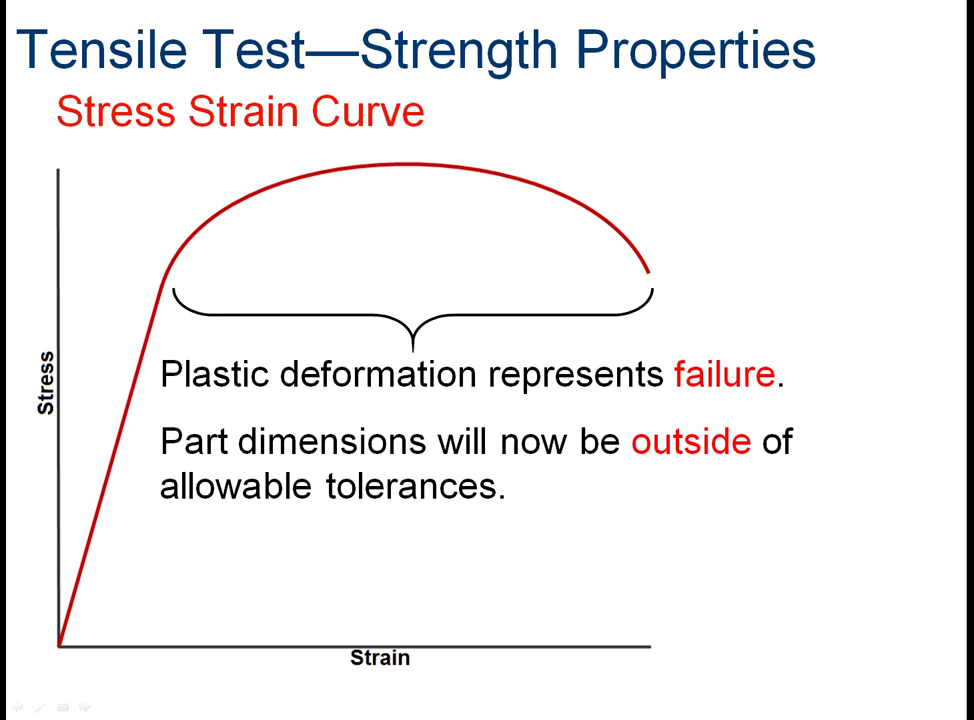 Tensile Test—Strength Properties
Stress Strain Curve
Stress
Plastic deformation represents failure.
Part dimensions will now be outside of
allowable tolerances.
Strain